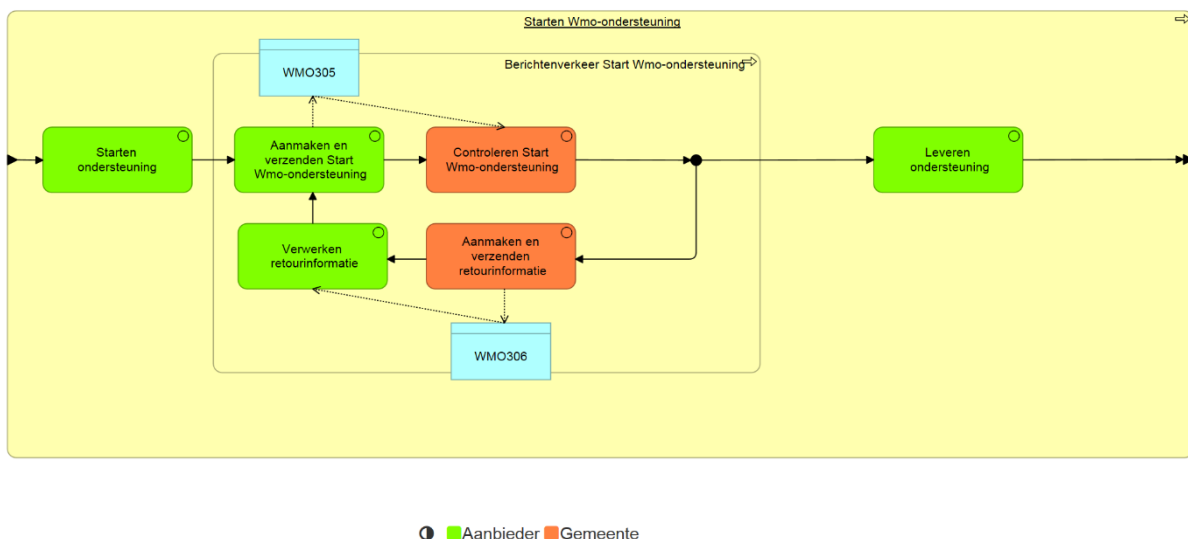 Starten Wmo-ondersteuning
Berichtenverkeer Start Wmo-ondersteuning
WMO305
Starten
ondersteuning
Aanmaken en
verzenden Start
Wmo-ondersteuning
Controleren Start
Wmo-ondersteuning
Leveren
ondersteuning
Verwerken
retourinformatie
Aanmaken en
verzenden
retourinformatie
WMO306
Aanbieder Gemeente